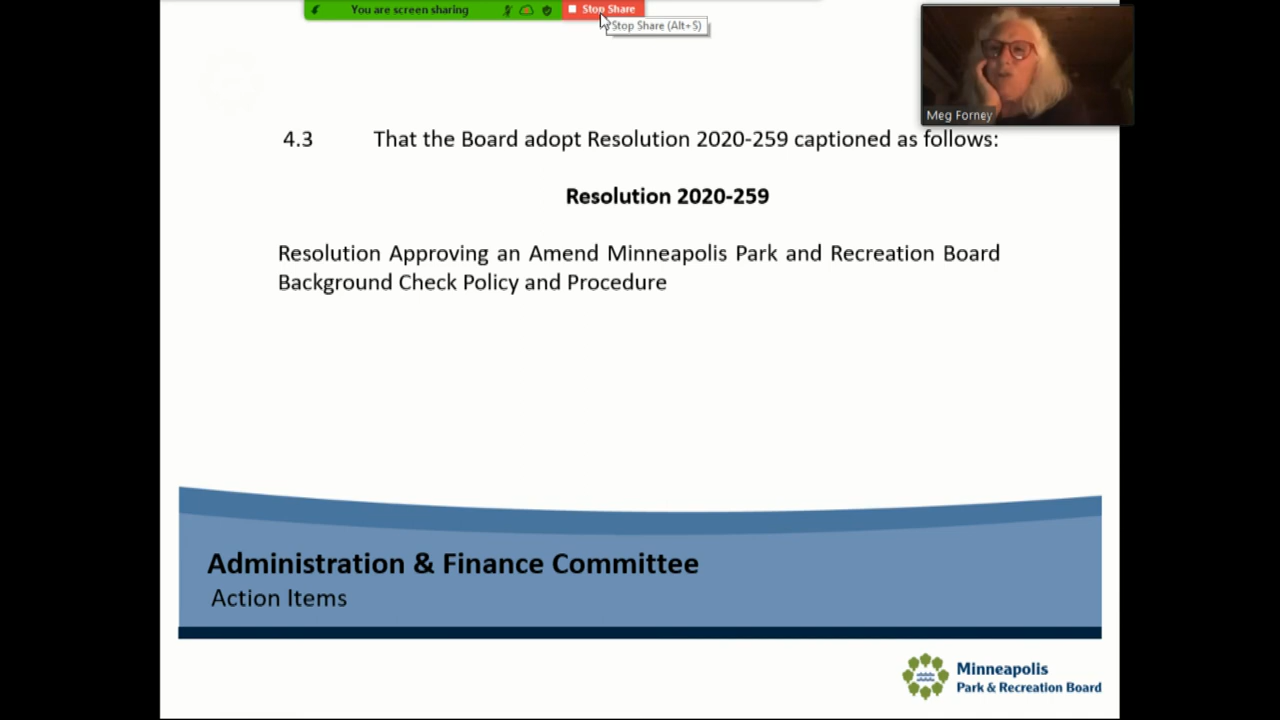 You are screen sharing
Stop Share
Stop Share (Alt+S)
Meg Forney
4.3 That the Board adopt Resolution 2020-259 captioned as follows:
Resolution 2020-259
Resolution Approving an Amend Minneapolis Park and Recreation Board
Background Check Policy and Procedure
Administration & Finance Committee
Action Items
Minneapolis
Park & Recreation Board